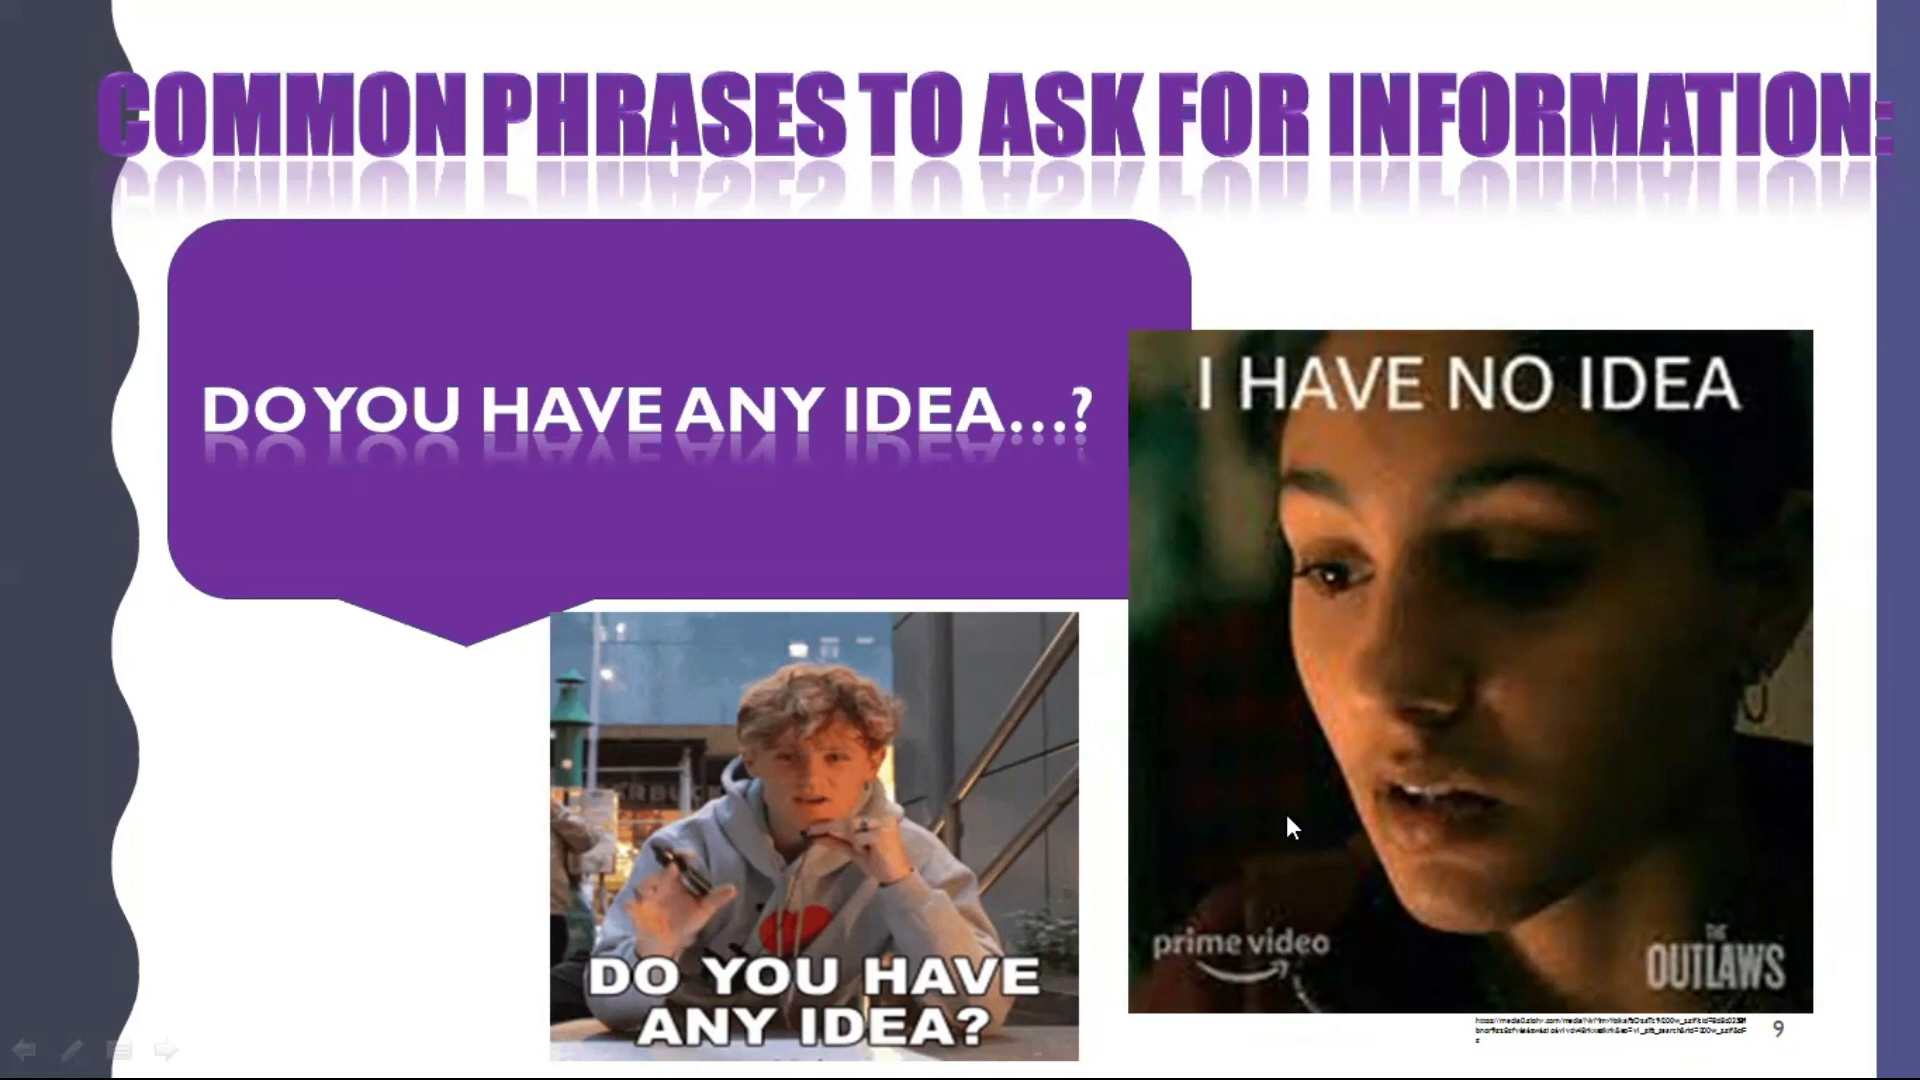 COMMON PHRASES TO ASK FOR INFORMATION:
DO YOU HAVE ANY IDEA...?
I HAVE NO IDEA
DO YOU HAVE
ANY IDEA?
prime video
THE
OUTLAWS
9